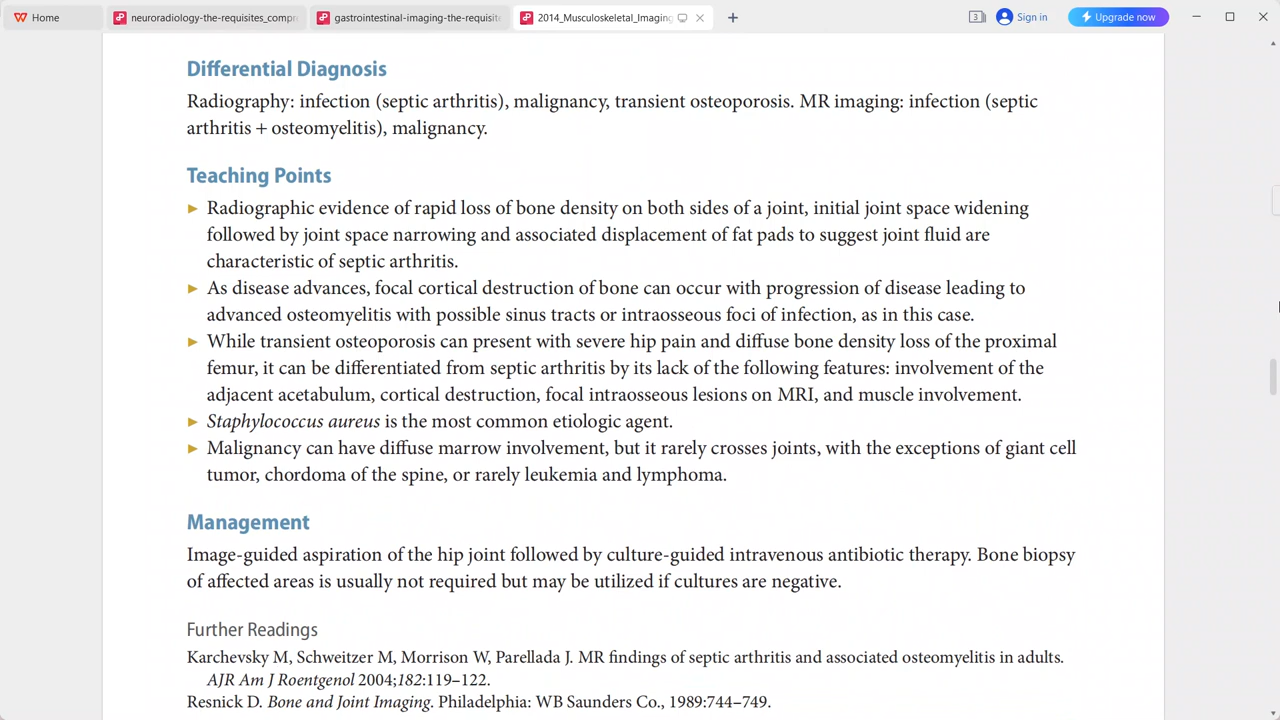 Home
neuroradiology-the-requisites_compr
gastrointestinal-imaging-the-requisite
2014_Musculoskeletal_Imaging
3
Sign in
Upgrade now
Differential Diagnosis
Radiography: infection (septic arthritis), malignancy, transient osteoporosis. MR imaging: infection (septic
arthritis + osteomyelitis), malignancy.
Teaching Points
► Radiographic evidence of rapid loss of bone density on both sides of a joint, initial joint space widening
followed by joint space narrowing and associated displacement of fat pads to suggest joint fluid are
characteristic of septic arthritis.
► As disease advances, focal cortical destruction of bone can occur with progression of disease leading to
advanced osteomyelitis with possible sinus tracts or intraosseous foci of infection, as in this case.
► While transient osteoporosis can present with severe hip pain and diffuse bone density loss of the proximal
femur, it can be differentiated from septic arthritis by its lack of the following features: involvement of the
adjacent acetabulum, cortical destruction, focal intraosseous lesions on MRI, and muscle involvement.
► Staphylococcus aureus is the most common etiologic agent.
► Malignancy can have diffuse marrow involvement, but it rarely crosses joints, with the exceptions of giant cell
tumor, chordoma of the spine, or rarely leukemia and lymphoma.
Management
Image-guided aspiration of the hip joint followed by culture-guided intravenous antibiotic therapy. Bone biopsy
of affected areas is usually not required but may be utilized if cultures are negative.
Further Readings
Karchevsky M, Schweitzer M, Morrison W, Parellada J. MR findings of septic arthritis and associated osteomyelitis in adults.
AJR Am J Roentgenol 2004;182:119–122.
Resnick D. Bone and Joint Imaging. Philadelphia: WB Saunders Co., 1989:744–749.